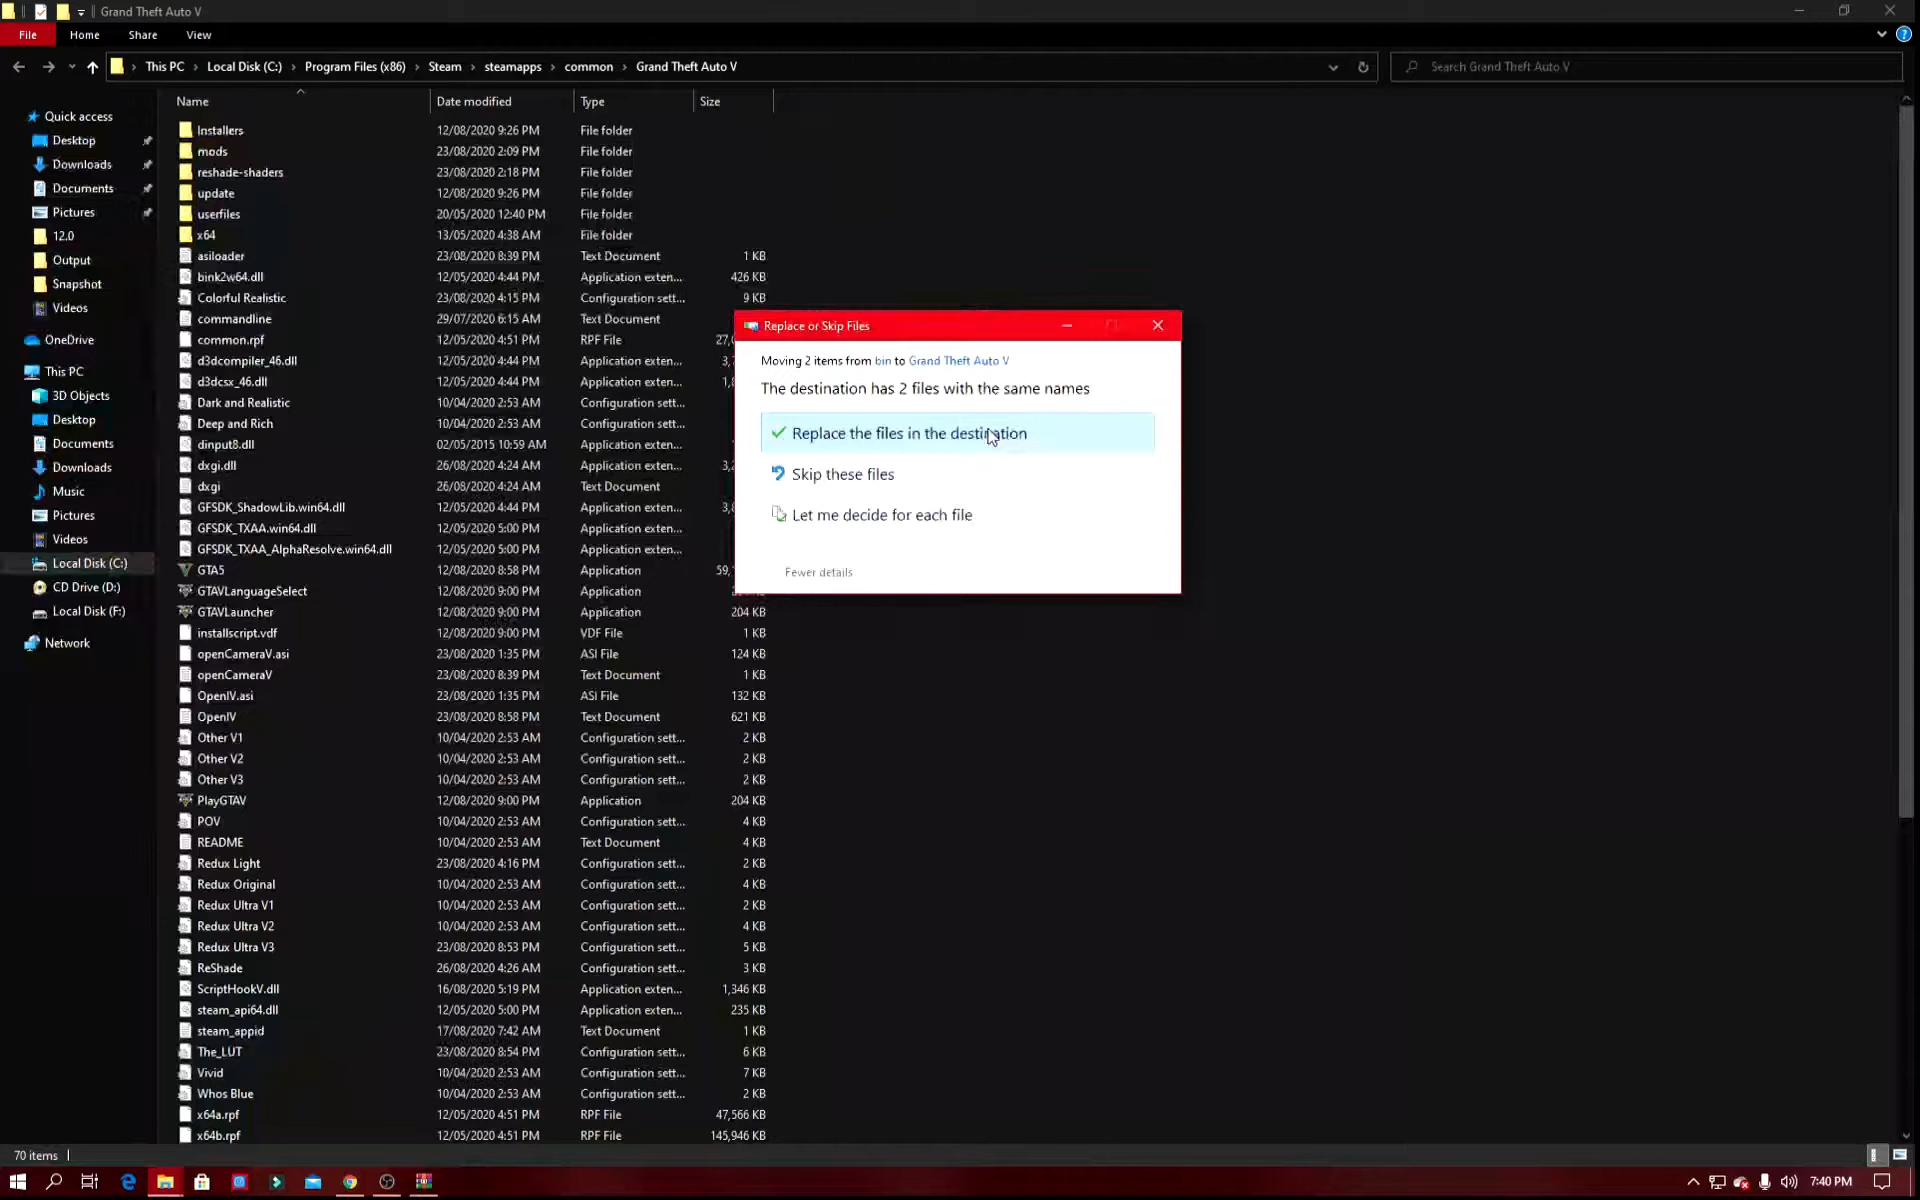 Grand Theft Auto V
File Home Share View
This PC Local Disk (C:) Program Files (x86) Steam steamapps common Grand Theft Auto V Search Grand Theft Auto V
Name Date modified Type Size
Quick access
Desktop
Downloads
Documents
Pictures
12.0
Output
Snapshot
Videos
OneDrive
This PC
3D Objects
Desktop
Documents
Downloads
Music
Pictures
Videos
Local Disk (C:)
CD Drive (D:)
Local Disk (F:)
Network
Installers 12/08/2020 9:26 PM File folder
mods 23/08/2020 2:09 PM File folder
reshade-shaders 23/08/2020 2:18 PM File folder
update 12/08/2020 9:26 PM File folder
userfiles 20/05/2020 12:40 PM File folder
x64 13/05/2020 4:38 AM File folder
asiloader 23/08/2020 8:39 PM Text Document 1 KB
bink2w64.dll 12/05/2020 4:44 PM Application exten... 426 KB
Colorful Realistic 23/08/2020 4:15 PM Configuration sett... 9 KB
commandline 29/07/2020 6:15 AM Text Document 1 KB
common.rpf 12/05/2020 4:51 PM RPF File
d3dcompiler_46.dll 12/05/2020 4:44 PM Application exten...
d3dcsx_46.dll 12/05/2020 4:44 PM Application exten...
Dark and Realistic 10/04/2020 2:53 AM Configuration sett...
Deep and Rich 10/04/2020 2:53 AM Configuration sett...
dinput8.dll 02/05/2015 10:59 AM Application exten...
dxgi.dll 26/08/2020 4:24 AM Application exten...
dxgi 26/08/2020 4:24 AM Text Document
GFSDK_ShadowLib.win64.dll 12/05/2020 5:00 PM Application exten...
GFSDK_TXAA.win64.dll 12/05/2020 5:00 PM Application exten...
GFSDK_TXAA_AlphaResolve.win64.dll 12/05/2020 5:00 PM Application exten...
GTA5 12/08/2020 8:58 PM Application
GTAVLanguageSelect 12/08/2020 9:00 PM Application
GTAVLauncher 12/08/2020 9:00 PM Application 204 KB
installscript.vdf 12/08/2020 9:00 PM VDF File 1 KB
openCameraV.asi 23/08/2020 1:35 PM ASI File 124 KB
openCameraV 23/08/2020 8:39 PM Text Document 1 KB
OpenIV.asi 23/08/2020 1:35 PM ASI File 132 KB
OpenIV 23/08/2020 8:58 PM Text Document 621 KB
Other V1 10/04/2020 2:53 AM Configuration sett... 2 KB
Other V2 10/04/2020 2:53 AM Configuration sett... 2 KB
Other V3 10/04/2020 2:53 AM Configuration sett... 2 KB
PlayGTAV 12/08/2020 9:00 PM Application 204 KB
POV 10/04/2020 2:53 AM Configuration sett... 4 KB
README 10/04/2020 2:53 AM Text Document 4 KB
Redux Light 23/08/2020 4:16 PM Configuration sett... 2 KB
Redux Original 10/04/2020 2:53 AM Configuration sett... 4 KB
Redux Ultra V1 10/04/2020 2:53 AM Configuration sett... 2 KB
Redux Ultra V2 10/04/2020 2:53 AM Configuration sett... 4 KB
Redux Ultra V3 23/08/2020 8:53 PM Configuration sett... 5 KB
ReShade 26/08/2020 4:26 AM Configuration sett... 3 KB
ScriptHookV.dll 16/08/2020 5:19 PM Application exten... 1,346 KB
steam_api64.dll 12/05/2020 5:00 PM Application exten... 235 KB
steam_appid 17/08/2020 7:42 AM Text Document 1 KB
The_LUT 23/08/2020 8:54 PM Configuration sett... 6 KB
Vivid 10/04/2020 2:53 AM Configuration sett... 7 KB
Whos Blue 10/04/2020 2:53 AM Configuration sett... 2 KB
x64a.rpf 12/05/2020 4:51 PM RPF File 47,566 KB
x64b.rpf 12/05/2020 4:51 PM RPF File 145,946 KB
Replace or Skip Files
Moving 2 items from bin to Grand Theft Auto V
The destination has 2 files with the same names
Replace the files in the destination
Skip these files
Let me decide for each file
Fewer details
70 items
7:40 PM